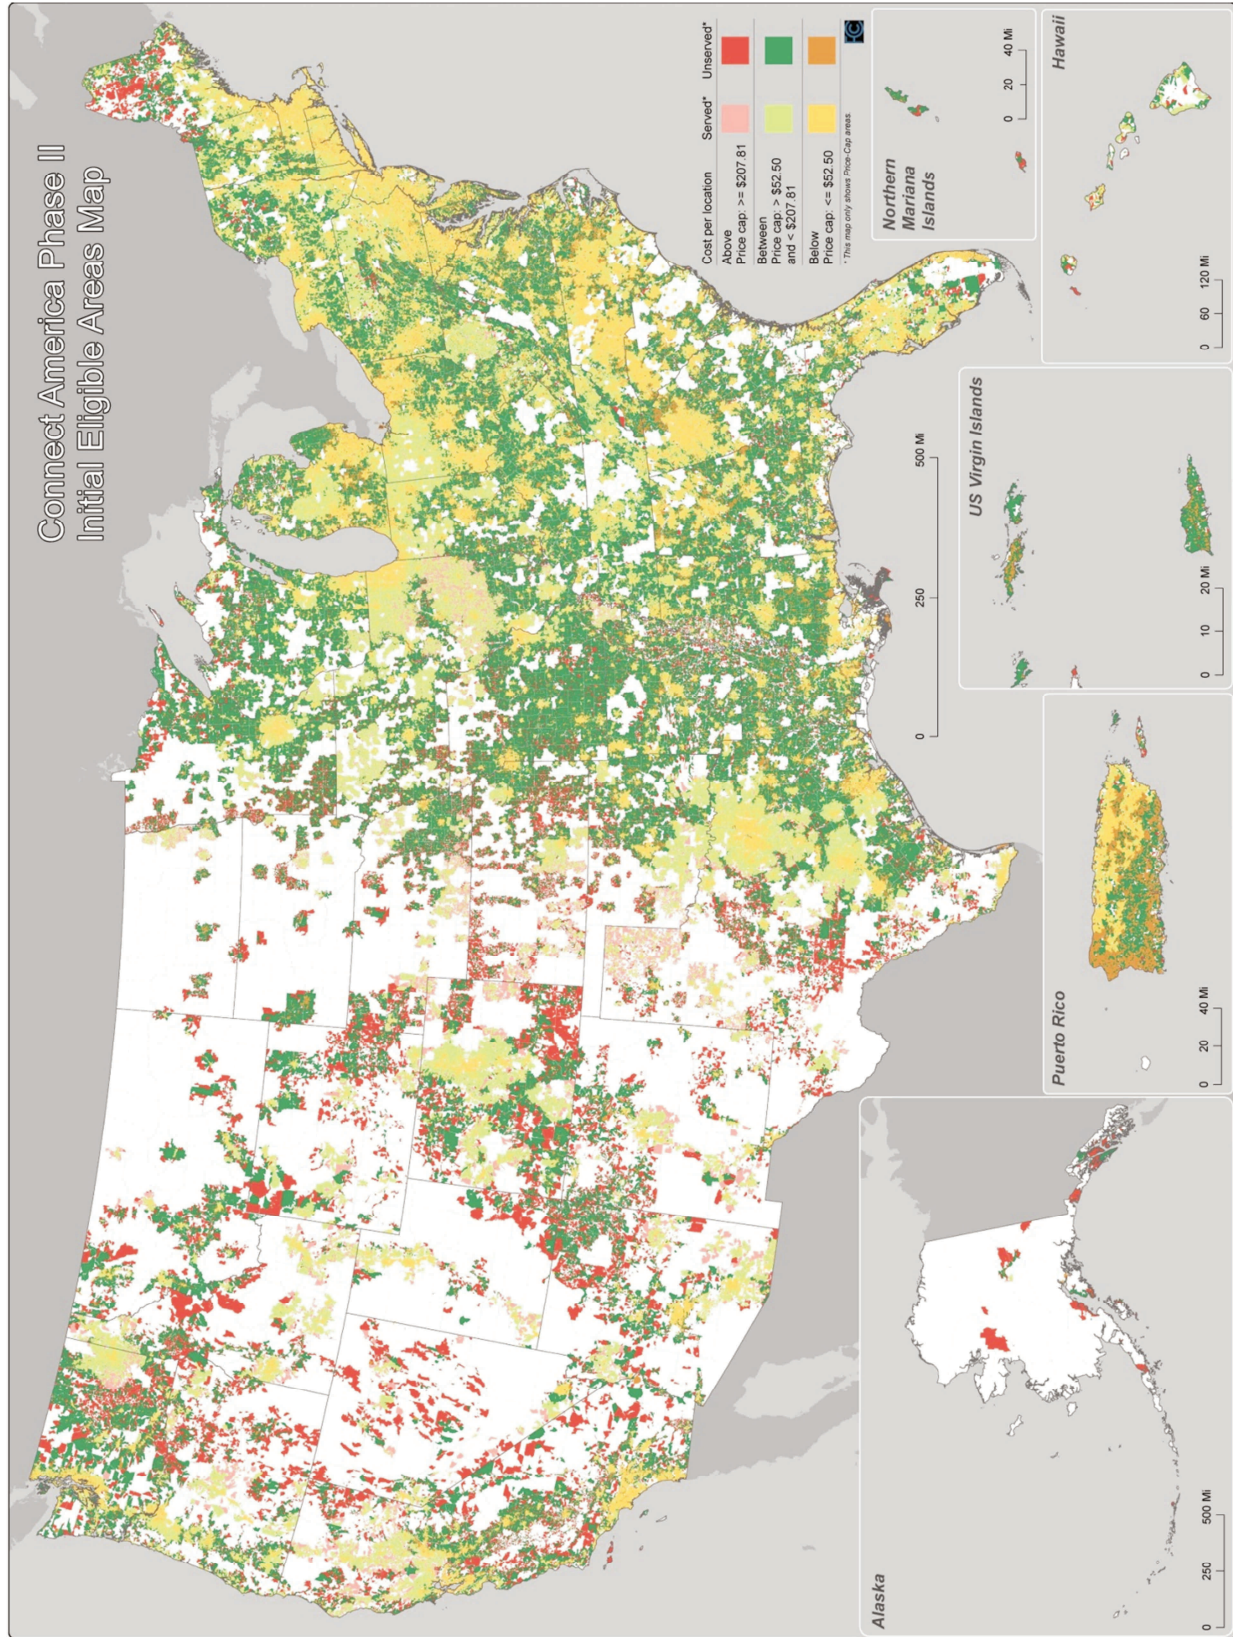 Connect America Phase II
Initial Eligible Areas Map
Cost per location
Served*
Unserved*
Above
Price cap: >= $207.81
Between
Price cap: > $52.50
and < $207.81
Below
Price cap: <= $52.50
* This map only shows Price-Cap areas
0 250 500 Mi
Alaska
0 250 500 Mi
Puerto Rico
0 20 40 Mi
US Virgin Islands
0 10 20 Mi
Northern
Mariana
Islands
0 20 40 Mi
Hawaii
0 60 120 Mi